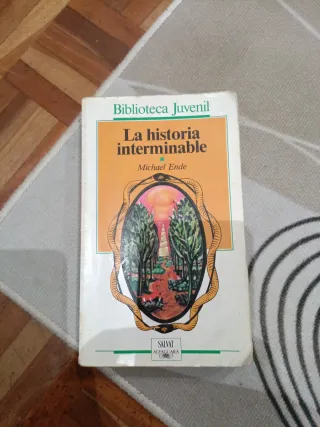 Biblioteca Juvenil
La historia
interminable
Michael Ende
SALVAT
ALFAGUARA